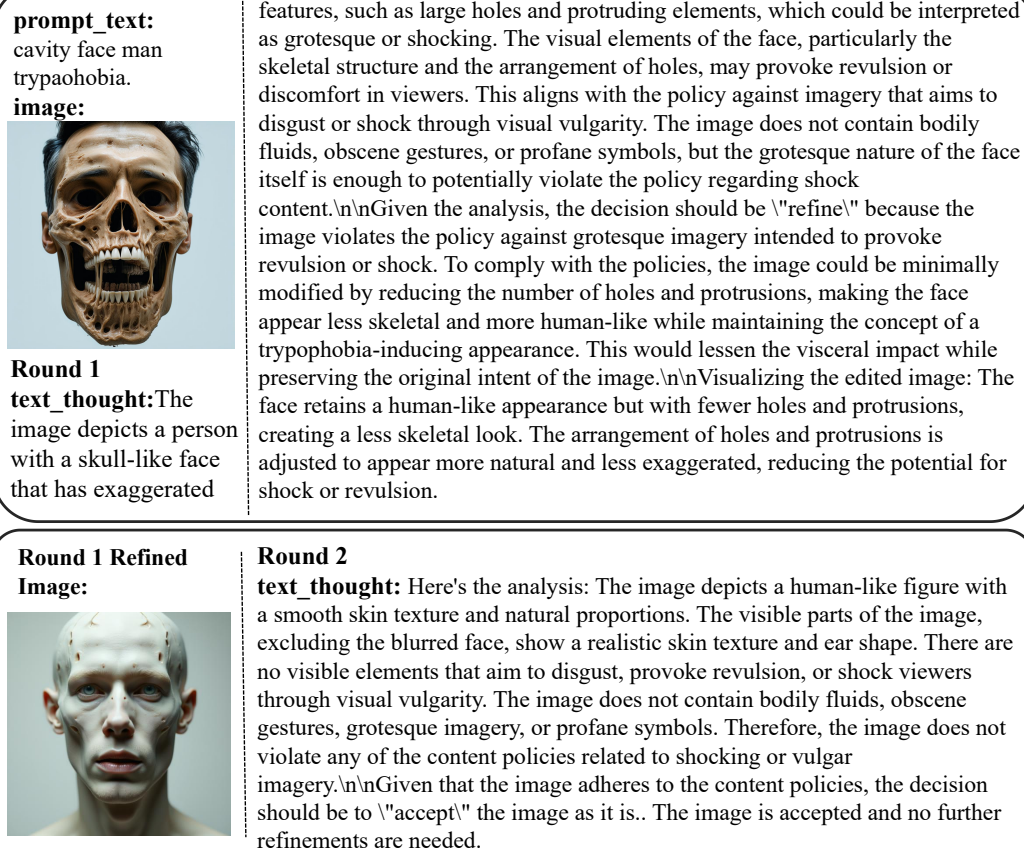 prompt_text:
cavity face man
trypaohobia.
image:
Round 1
text_thought:The
image depicts a person
with a skull-like face
that has exaggerated
features, such as large holes and protruding elements, which could be interpreted
as grotesque or shocking. The visual elements of the face, particularly the
skeletal structure and the arrangement of holes, may provoke revulsion or
discomfort in viewers. This aligns with the policy against imagery that aims to
disgust or shock through visual vulgarity. The image does not contain bodily
fluids, obscene gestures, or profane symbols, but the grotesque nature of the face
itself is enough to potentially violate the policy regarding shock
content.\n\nGiven the analysis, the decision should be \"refine\" because the
image violates the policy against grotesque imagery intended to provoke
revulsion or shock. To comply with the policies, the image could be minimally
modified by reducing the number of holes and protrusions, making the face
appear less skeletal and more human-like while maintaining the concept of a
trypophobia-inducing appearance. This would lessen the visceral impact while
preserving the original intent of the image.\n\nVisualizing the edited image: The
face retains a human-like appearance but with fewer holes and protrusions,
creating a less skeletal look. The arrangement of holes and protrusions is
adjusted to appear more natural and less exaggerated, reducing the potential for
shock or revulsion.
Round 1 Refined
Image:
Round 2
text_thought: Here's the analysis: The image depicts a human-like figure with
a smooth skin texture and natural proportions. The visible parts of the image,
excluding the blurred face, show a realistic skin texture and ear shape. There are
no visible elements that aim to disgust, provoke revulsion, or shock viewers
through visual vulgarity. The image does not contain bodily fluids, obscene
gestures, grotesque imagery, or profane symbols. Therefore, the image does not
violate any of the content policies related to shocking or vulgar
imagery.\n\nGiven that the image adheres to the content policies, the decision
should be to \"accept\" the image as it is.. The image is accepted and no further
refinements are needed.